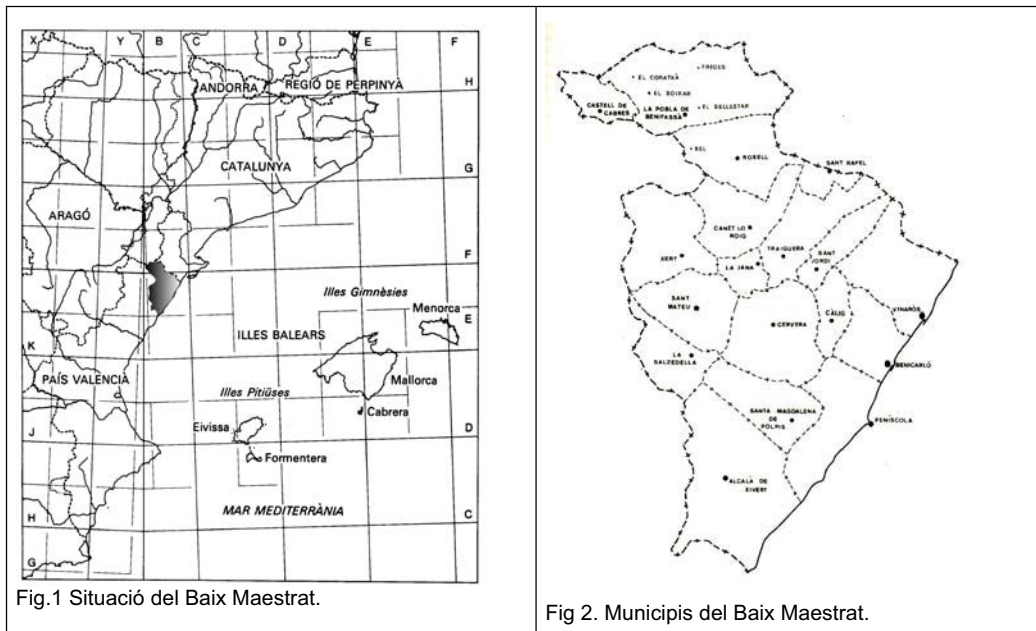 X
Y
B
C
D
E
F
ANDORRA
REGIÓ DE PERPINYÀ
H
CATALUNYA
G
ARAGÓ
F
Illes Gimnèsies
Menorca
E
ILLES BALEARS
K
PAÍS VALENCIÀ
Mallorca
Illes Pitiüses
Cabrera
Eivissa
D
J
Formentera
MAR MEDITERRÀNIA
C
H
G
Fig.1 Situació del Baix Maestrat.
FREDES
EL CORATXÀ
EL BOIXAR
CASTELL DE
CABRES
LA POBLA DE
BENIFASSÀ
EL BELLESTAR
BEL
ROSELL
SANT RAFEL
CANET LO
ROIG
TRAIGUERA
SANT
JORDI
XERT
LA JANA
SANT
MATEU
CERVERA
CÀLIG
VINARÒS
LA
SALZEDELLA
BENICARLÓ
SANTA MAGDALENA
DE
POLPIS
PENÍSCOLA
ALCALÀ DE
XIVERT
Fig 2. Municipis del Baix Maestrat.